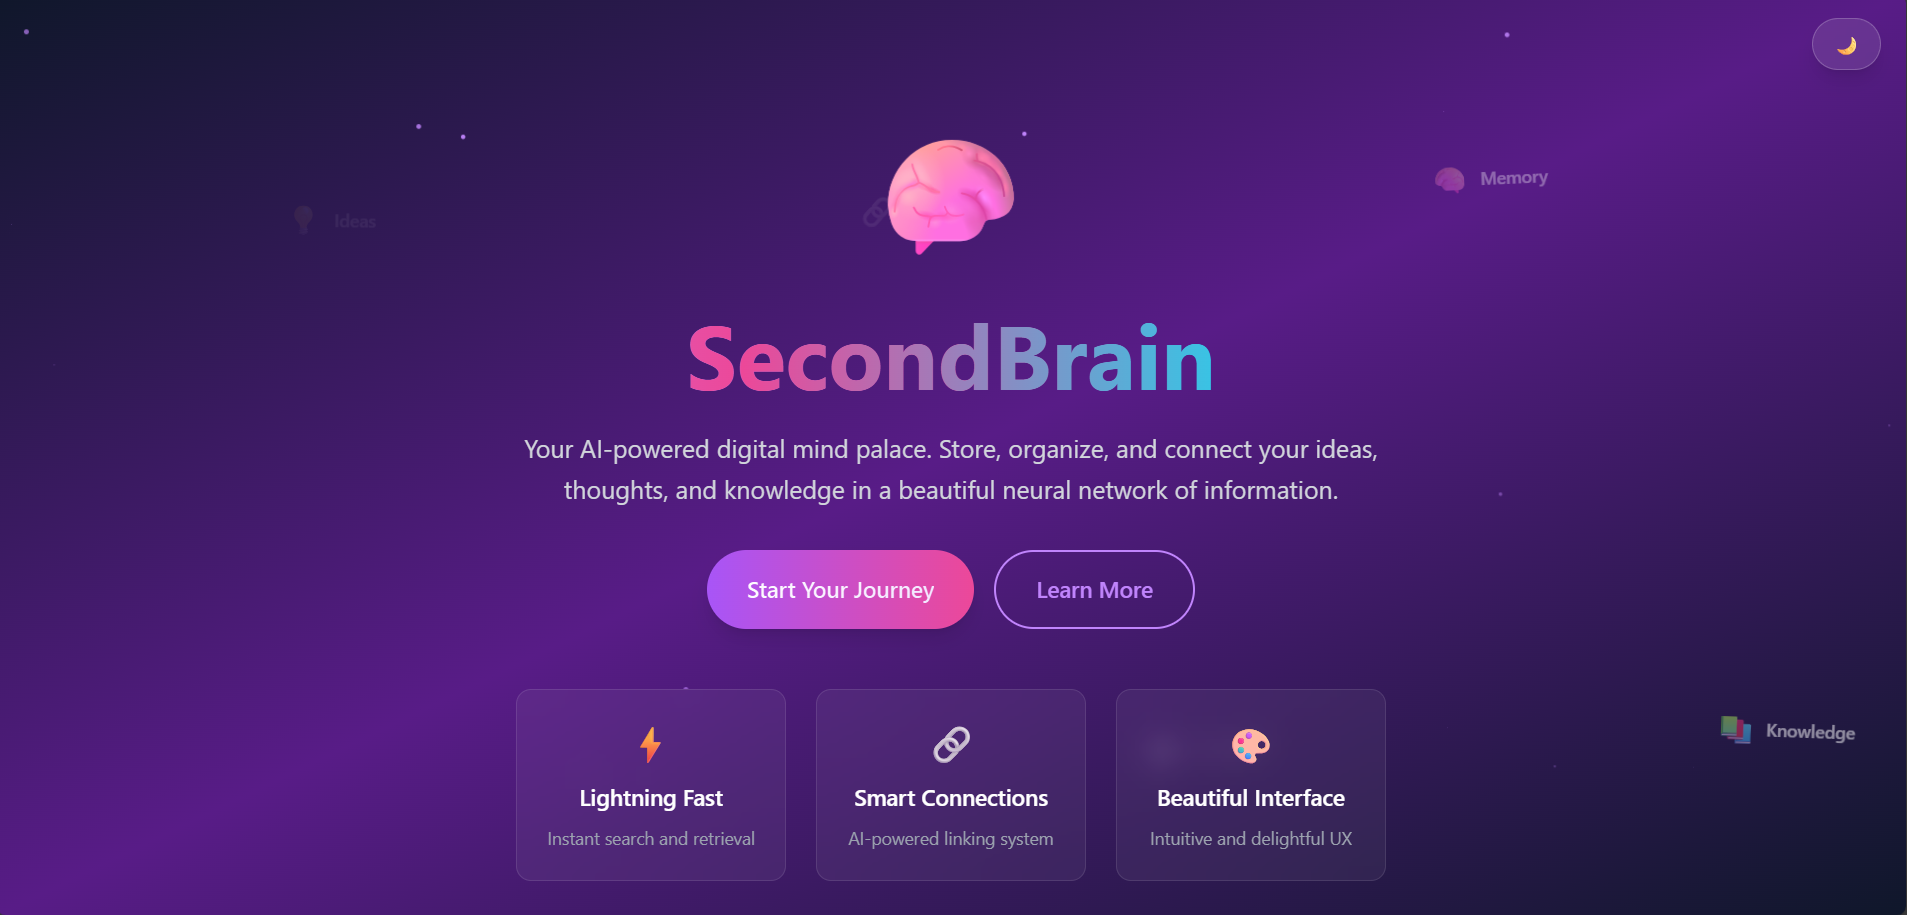 Memory
Ideas
SecondBrain
Your AI-powered digital mind palace. Store, organize, and connect your ideas,
thoughts, and knowledge in a beautiful neural network of information.
Start Your Journey
Learn More
Knowledge
Lightning Fast
Instant search and retrieval
Smart Connections
AI-powered linking system
Beautiful Interface
Intuitive and delightful UX